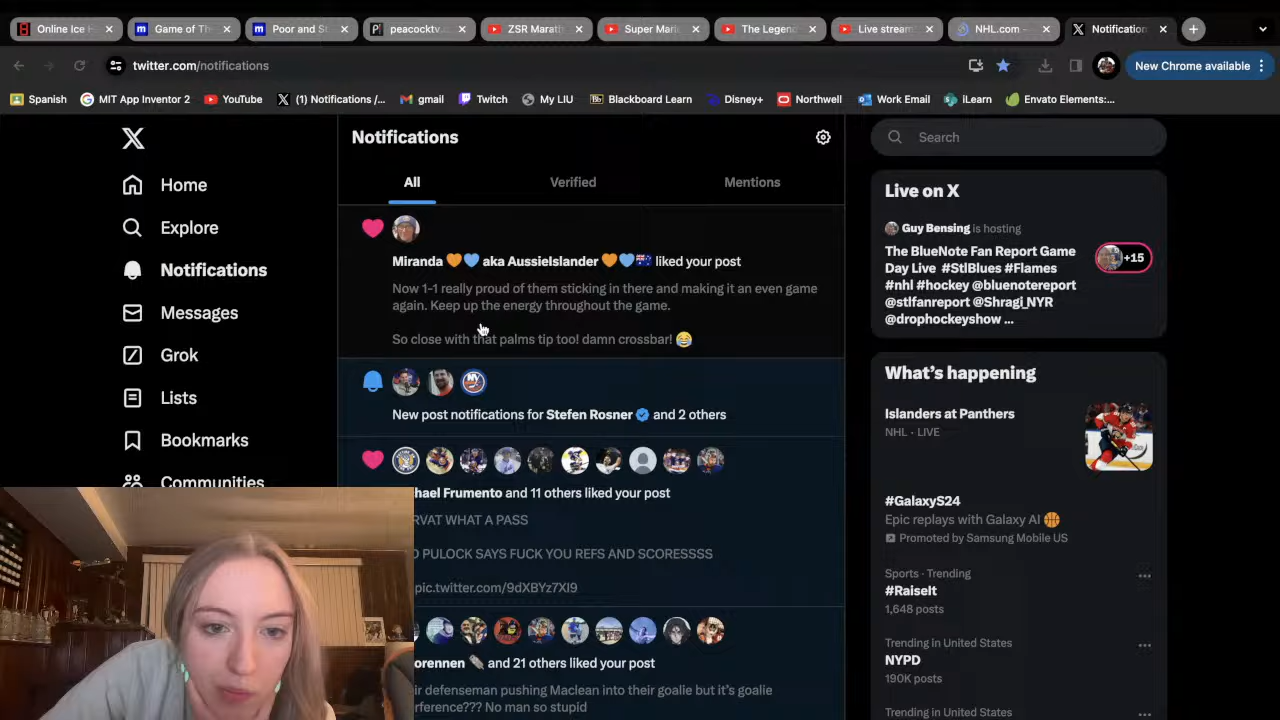 Online Ice H
Game of Th
Poor and St
peacocktv.
ZSR Marath
Super Mari
The Legend
Live stream
NHL.com -
Notification
twitter.com/notifications
New Chrome available
Spanish
MIT App Inventor 2
YouTube
(1) Notifications /...
gmail
Twitch
My LIU
Blackboard Learn
Disney+
Northwell
Work Email
iLearn
Envato Elements:...
Home
Explore
Notifications
Messages
Grok
Lists
Bookmarks
Communities
Notifications
All
Verified
Mentions
Miranda 🧡💙 aka AussieIslander 🧡💙🇦🇺 liked your post
Now 1-1 really proud of them sticking in there and making it an even game
again. Keep up the energy throughout the game.
So close with that palms tip too! damn crossbar! 😂
New post notifications for Stefen Rosner and 2 others
hael Frumento and 11 others liked your post
RVAT WHAT A PASS
PULOCK SAYS FUCK YOU REFS AND SCORESSSS
pic.twitter.com/9dXBYz7XI9
orennen and 21 others liked your post
ir defenseman pushing Maclean into their goalie but it's goalie
rference??? No man so stupid
Search
Live on X
Guy Bensing is hosting
The BlueNote Fan Report Game
Day Live #StlBlues #Flames
#nhl #hockey @bluenotereport
@stlfanreport @Shragi_NYR
@drophockeyshow ...
+15
What's happening
Islanders at Panthers
NHL · LIVE
#GalaxyS24
Epic replays with Galaxy AI 🏀
Promoted by Samsung Mobile US
Sports · Trending
#RaiseIt
1,648 posts
Trending in United States
NYPD
190K posts
Trending in United States